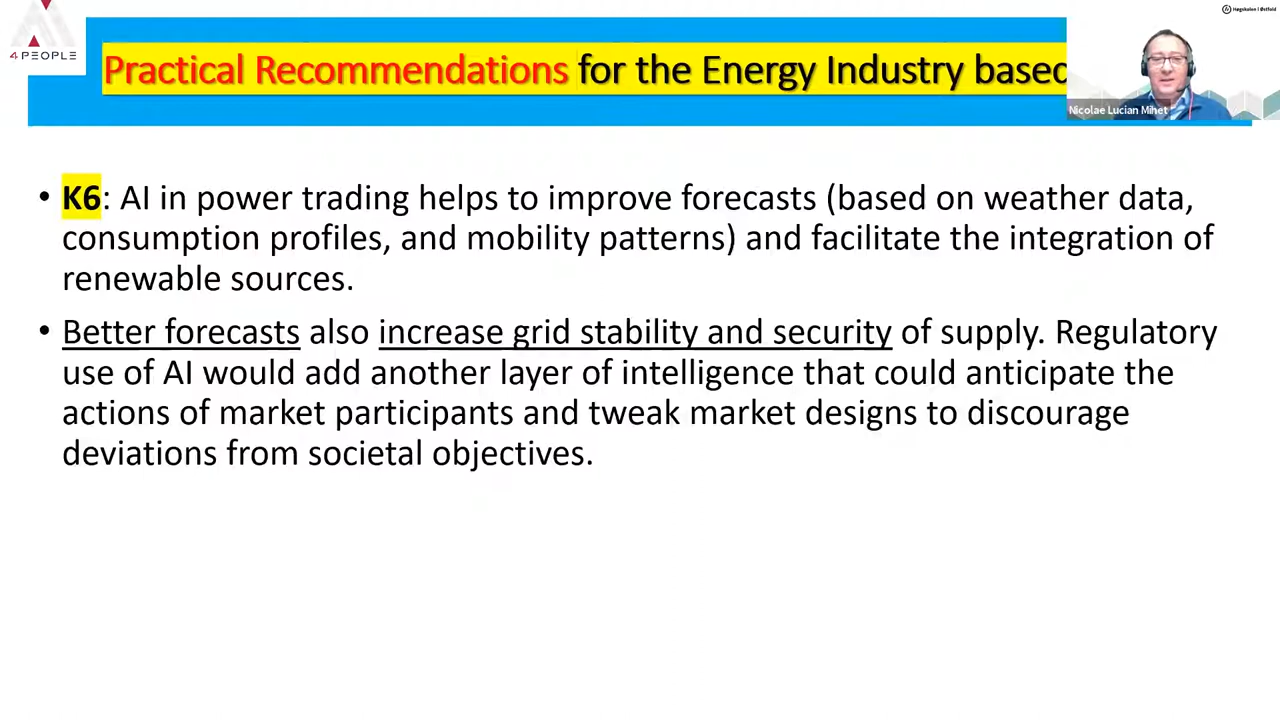 4PEOPLE
Høgskolen i Østfold
Practical Recommendations for the Energy Industry based
Nicolae Lucian Mihet
• K6: AI in power trading helps to improve forecasts (based on weather data,
consumption profiles, and mobility patterns) and facilitate the integration of
renewable sources.
• Better forecasts also increase grid stability and security of supply. Regulatory
use of AI would add another layer of intelligence that could anticipate the
actions of market participants and tweak market designs to discourage
deviations from societal objectives.